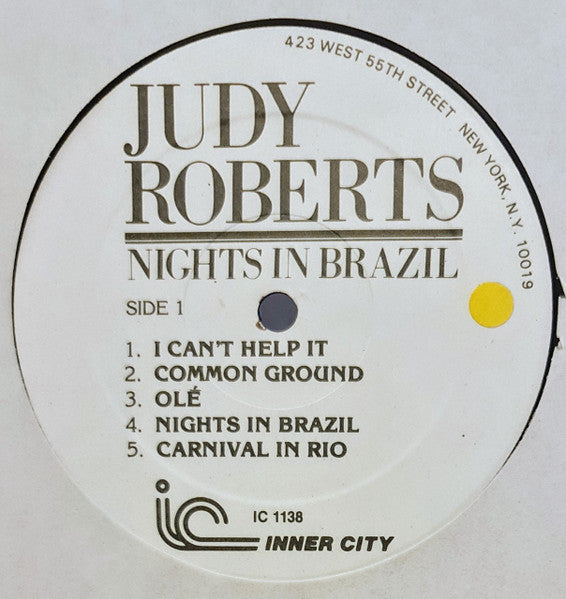 423 WEST 55TH STREET NEW YORK, N.Y. 10019
JUDY
ROBERTS
NIGHTS IN BRAZIL
SIDE 1
1. I CAN'T HELP IT
2. COMMON GROUND
3. OLÉ
4. NIGHTS IN BRAZIL
5. CARNIVAL IN RIO
ic
IC 1138
INNER CITY